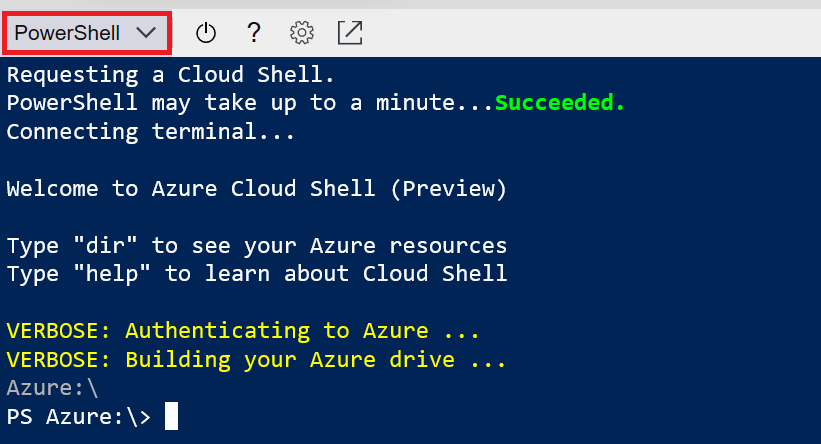 PowerShell
?
Requesting a Cloud Shell.
PowerShell may take up to a minute...Succeeded.
Connecting terminal...
Welcome to Azure Cloud Shell (Preview)
Type "dir" to see your Azure resources
Type "help" to learn about Cloud Shell
VERBOSE: Authenticating to Azure ...
VERBOSE: Building your Azure drive ...
Azure:\
PS Azure:\>